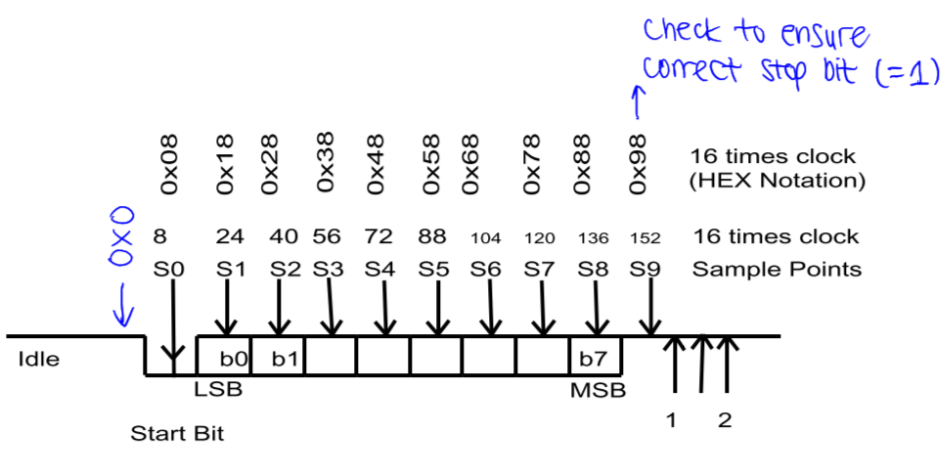 check to ensure
correct stop bit (=1)
0x08 0x18 0x28 0x38 0x48 0x58 0x68 0x78 0x88 0x98 16 times clock
(HEX Notation)
0x0
8 24 40 56 72 88 104 120 136 152 16 times clock
S0 S1 S2 S3 S4 S5 S6 S7 S8 S9 Sample Points
Idle b0 b1 b7
LSB MSB
1 2
Start Bit